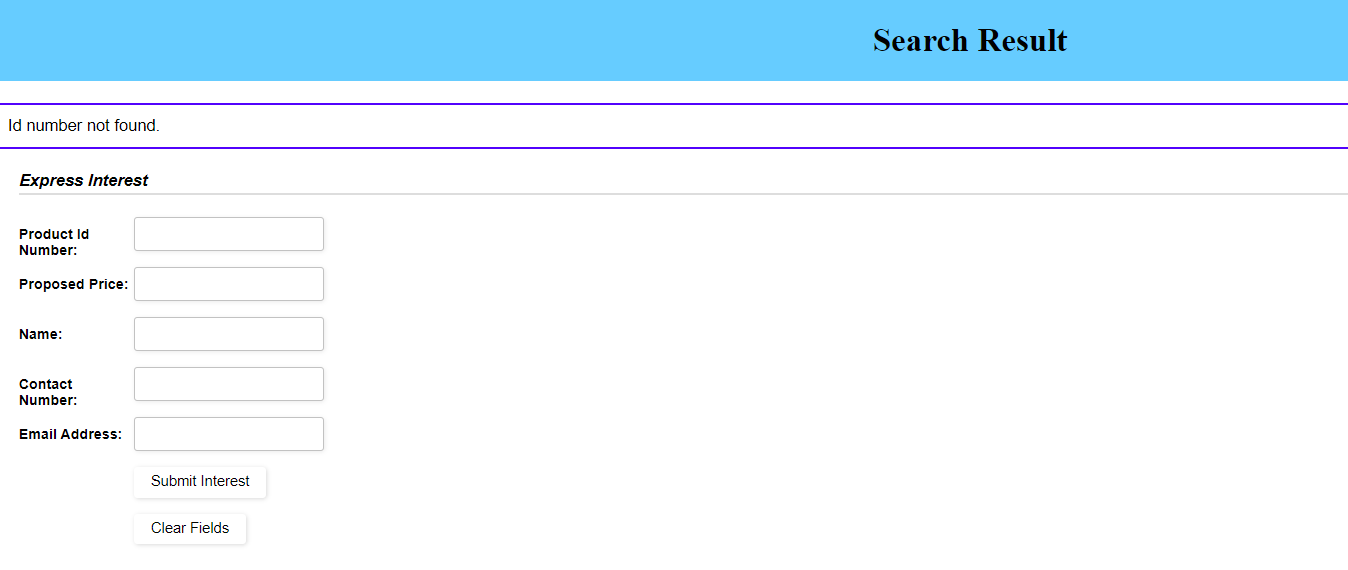 Search Result
Id number not found.
Express Interest
Product Id
Number:
Proposed Price:
Name:
Contact
Number:
Email Address:
Submit Interest
Clear Fields